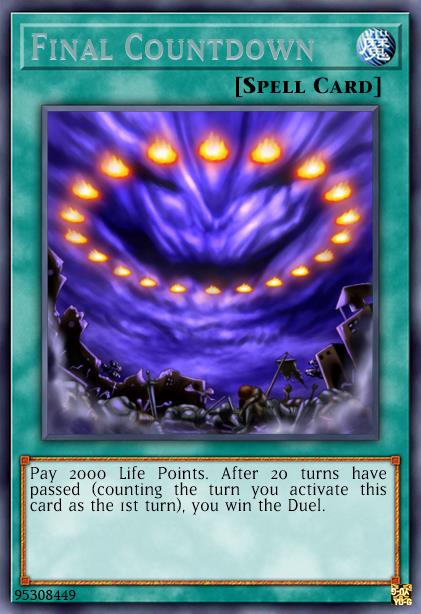 FINAL COUNTDOWN
魔
[SPELL CARD]
Pay 2000 Life Points. After 20 turns have
passed (counting the turn you activate this
card as the 1st turn), you win the Duel.
95308449